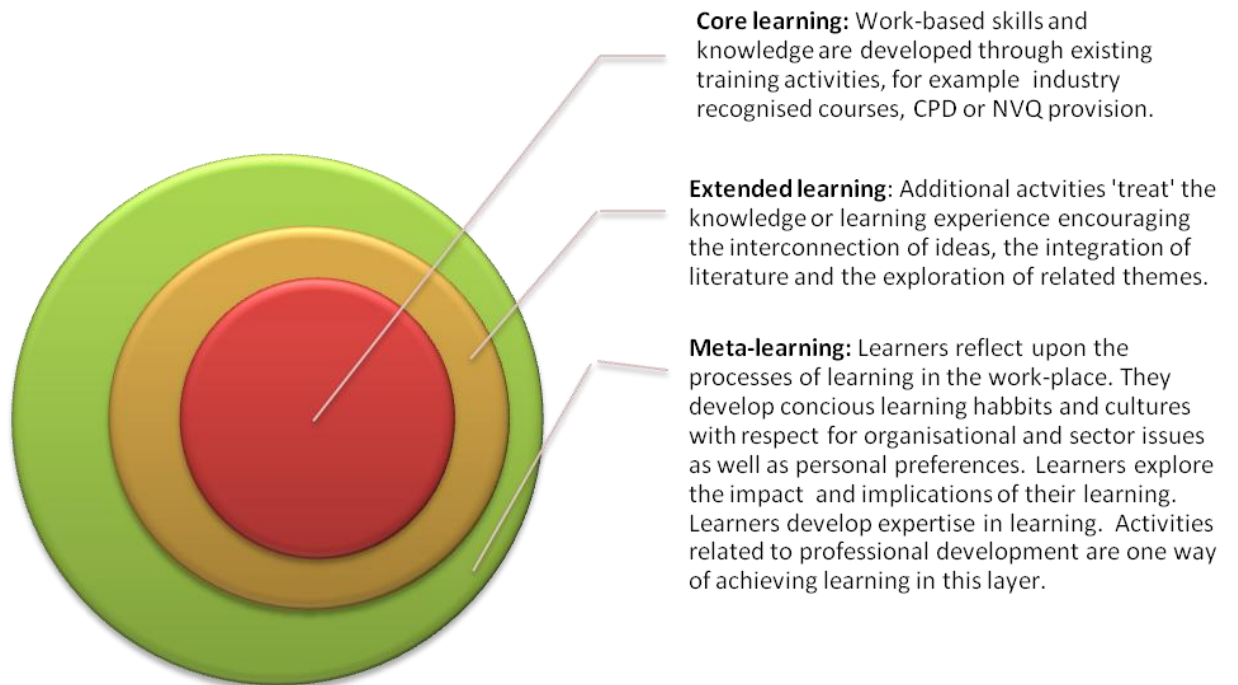 Core learning: Work-based skills and
knowledge are developed through existing
training activities, for example industry
recognised courses, CPD or NVQ provision.
Extended learning: Additional actvities 'treat' the
knowledge or learning experience encouraging
the interconnection of ideas, the integration of
literature and the exploration of related themes.
Meta-learning: Learners reflect upon the
processes of learning in the work-place. They
develop concious learning habbits and cultures
with respect for organisational and sector issues
as well as personal preferences. Learners explore
the impact and implications of their learning.
Learners develop expertise in learning. Activities
related to professional development are one way
of achieving learning in this layer.